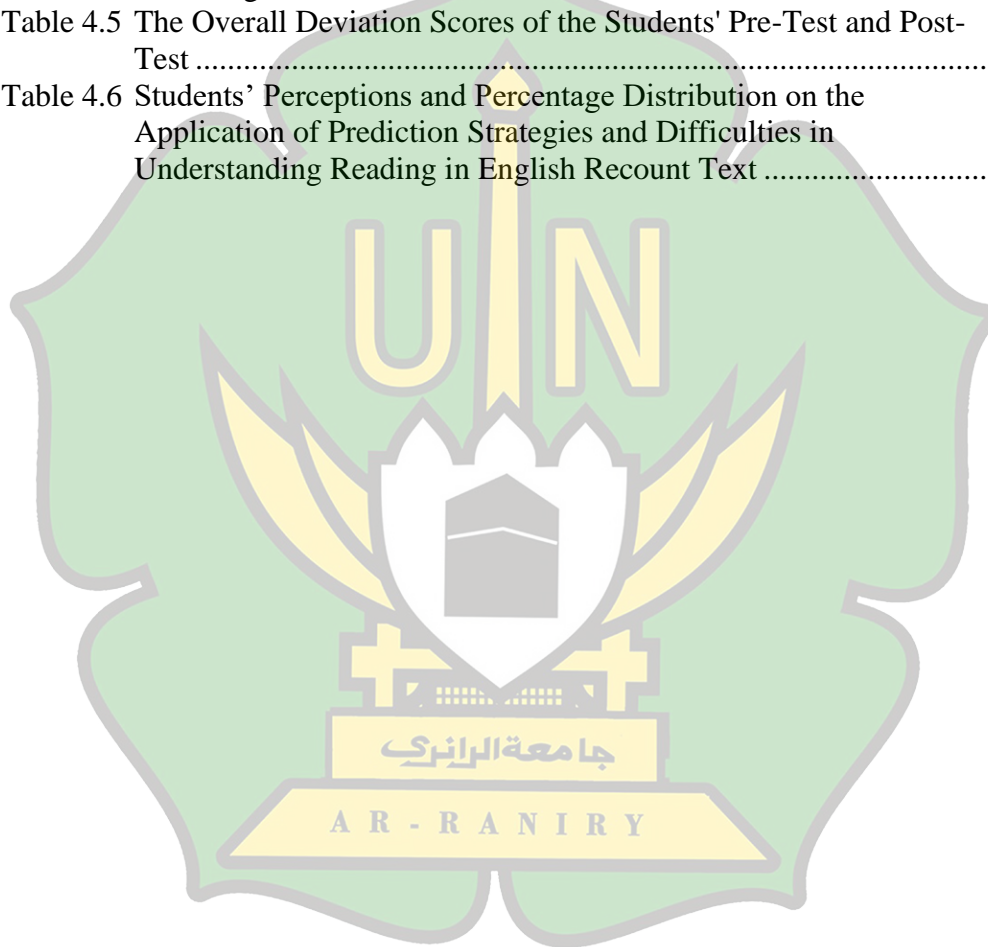 Table 4.5 The Overall Deviation Scores of the Students' Pre-Test and Post-
Test ....................................................................................................
Table 4.6 Students’ Perceptions and Percentage Distribution on the
Application of Prediction Strategies and Difficulties in
Understanding Reading in English Recount Text ............................
UIN
جامعةالرانري
AR-RANIRY